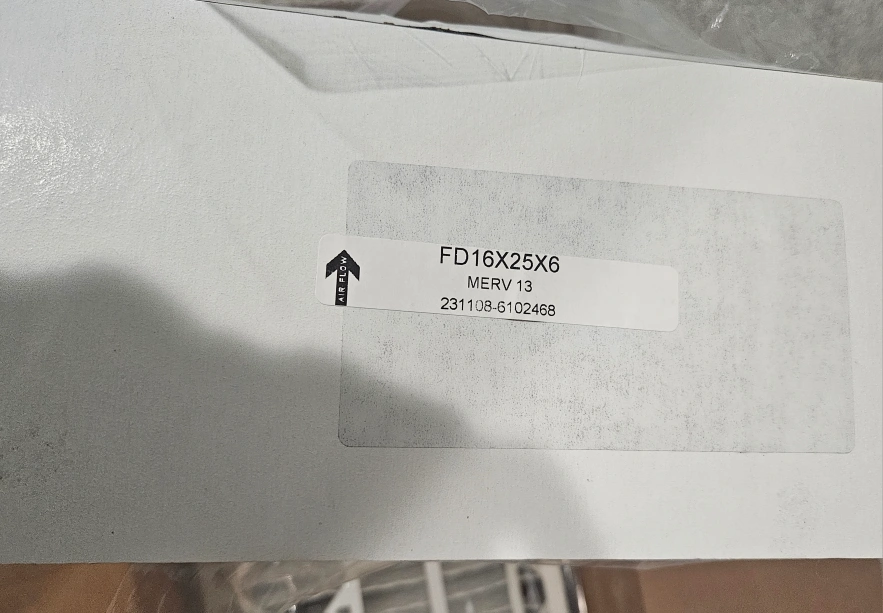 FD16X25X6
AIR FLOW
MERV 13
231108-6102468